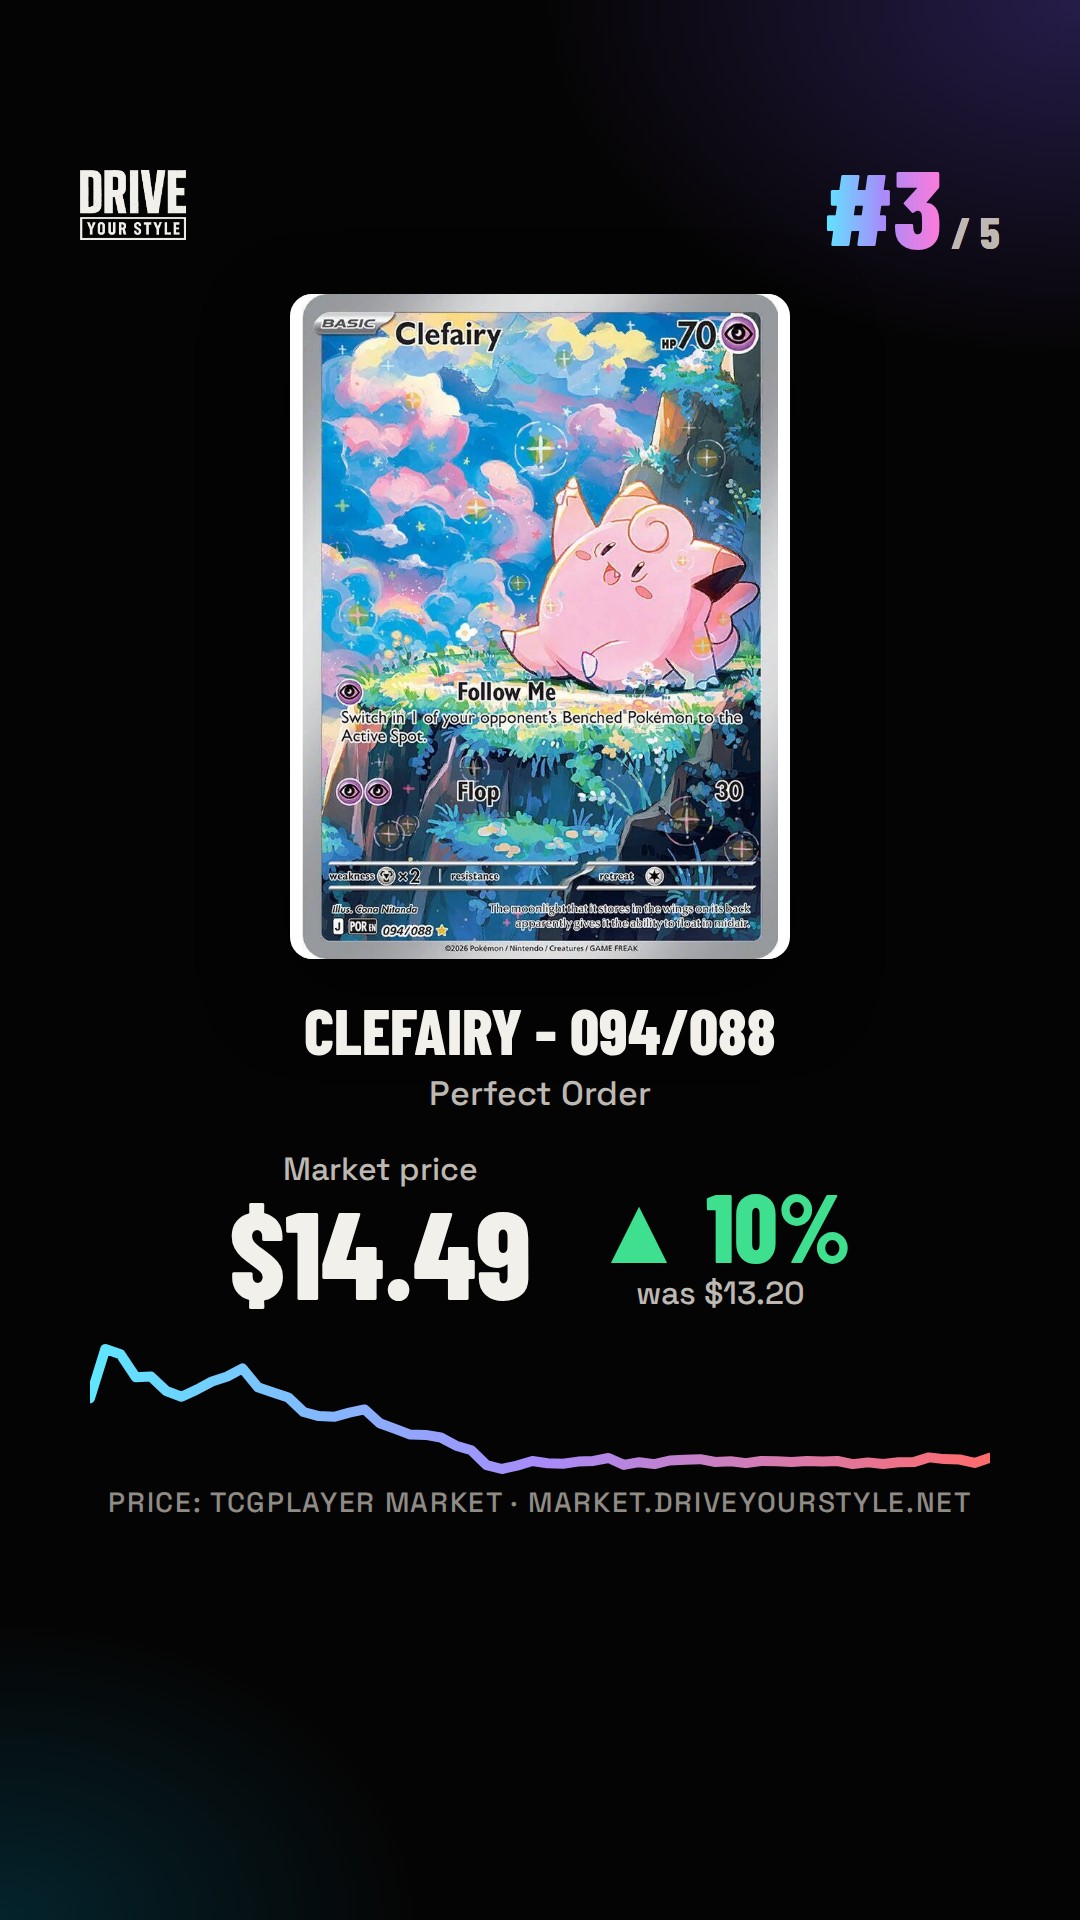 DRIVE
YOUR STYLE
#3 / 5
BASIC Clefairy HP 70
Follow Me
Switch in 1 of your opponent's Benched Pokémon to the
Active Spot.
Flop 30
weakness ×2 resistance retreat
Illus. Cona Nitanda
The moonlight that it stores in the wings on its back
apparently gives it the ability to float in midair.
J POR EN 094/088
©2026 Pokémon / Nintendo / Creatures / GAME FREAK
CLEFAIRY - 094/088
Perfect Order
Market price
$14.49
▲ 10%
was $13.20
PRICE: TCGPLAYER MARKET · MARKET.DRIVEYOURSTYLE.NET